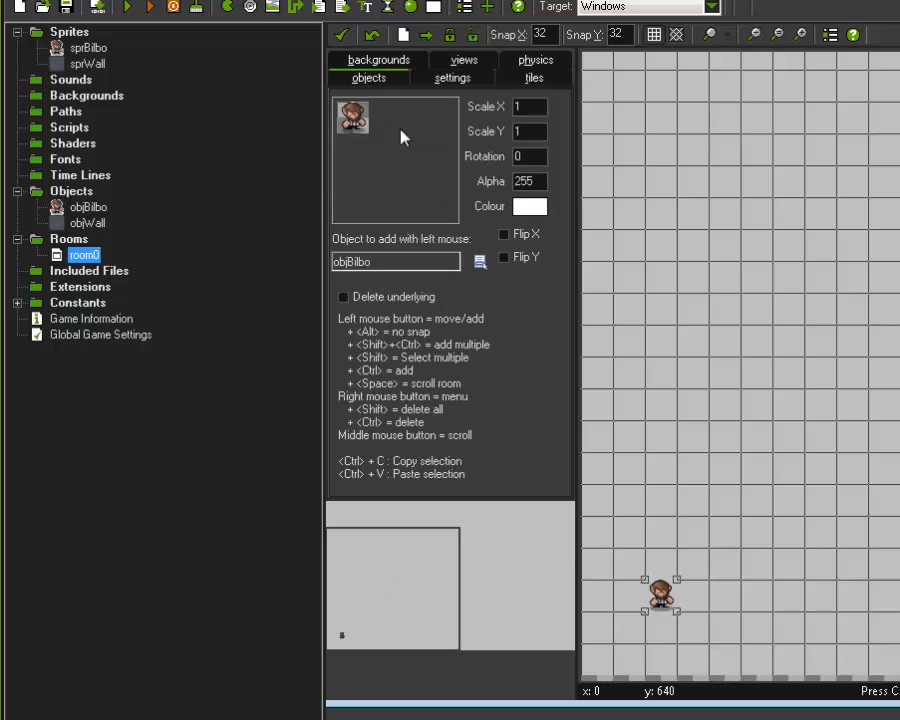 Target: Windows
Snap X: 32 Snap Y: 32
Sprites
sprBilbo
sprWall
Sounds
Backgrounds
Paths
Scripts
Shaders
Fonts
Time Lines
Objects
objBilbo
objWall
Rooms
room0
Included Files
Extensions
Constants
Game Information
Global Game Settings
backgrounds views physics
objects settings tiles
Scale X 1
Scale Y 1
Rotation 0
Alpha 255
Colour
Flip X
Flip Y
Object to add with left mouse:
objBilbo
Delete underlying
Left mouse button = move/add
+ <Alt> = no snap
+ <Shift>+<Ctrl> = add multiple
+ <Shift> = Select multiple
+ <Ctrl> = add
+ <Space> = scroll room
Right mouse button = menu
+ <Shift> = delete all
+ <Ctrl> = delete
Middle mouse button = scroll
<Ctrl> + C : Copy selection
<Ctrl> + V : Paste selection
x: 0 y: 640 Press C